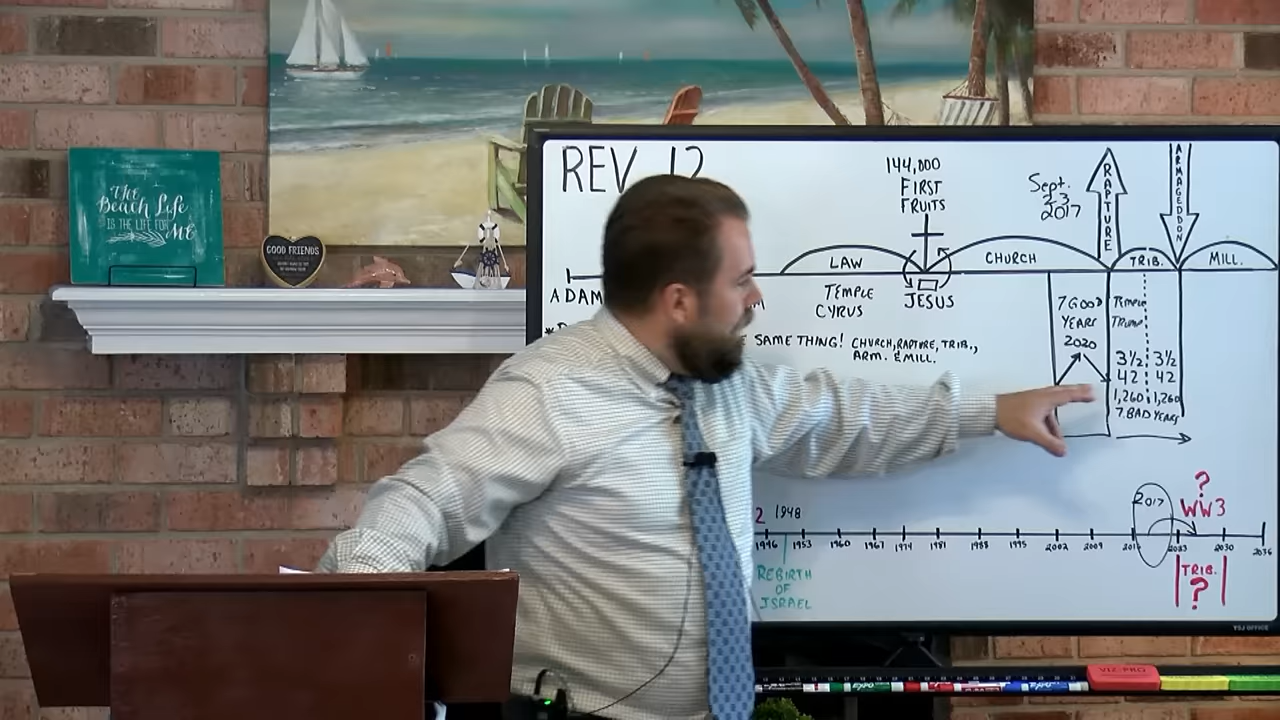 THE
Beach Life
IS THE LIFE FOR
ME
GOOD FRIENDS
REV 12
144,000
FIRST
FRUITS
Sept.
23
2017
RAPTURE
ARMAGEDDON
LAW
CHURCH
TRIB.
MILL.
ADAM
TEMPLE
CYRUS
JESUS
7 GOOD
YEARS
2020
TEMPLE
TRUMP
3½ 3½
42 42
1,260 1,260
7 BAD YEARS
SAME THING! CHURCH, RAPTURE, TRIB.,
ARM. & MILL.
2 1948
2017
?
WW3
1946 1953 1960 1967 1974 1981 1988 1995 2002 2009 2023 2030 2036
REBIRTH
OF
ISRAEL
TRIB.
?
VIZ-PRO
EXPO